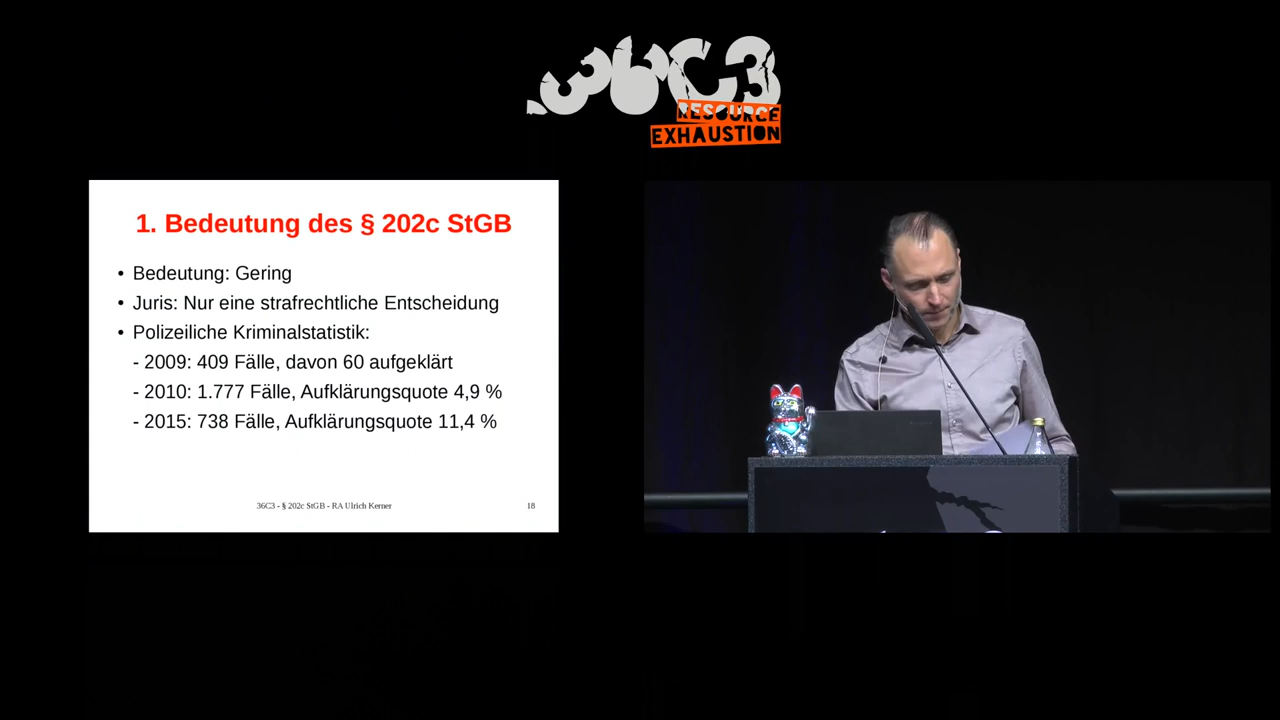 36C3
RESOURCE
EXHAUSTION
1. Bedeutung des § 202c StGB
• Bedeutung: Gering
• Juris: Nur eine strafrechtliche Entscheidung
• Polizeiliche Kriminalstatistik:
- 2009: 409 Fälle, davon 60 aufgeklärt
- 2010: 1.777 Fälle, Aufklärungsquote 4,9 %
- 2015: 738 Fälle, Aufklärungsquote 11,4 %
36C3 - § 202c StGB - RA Ulrich Kerner
18